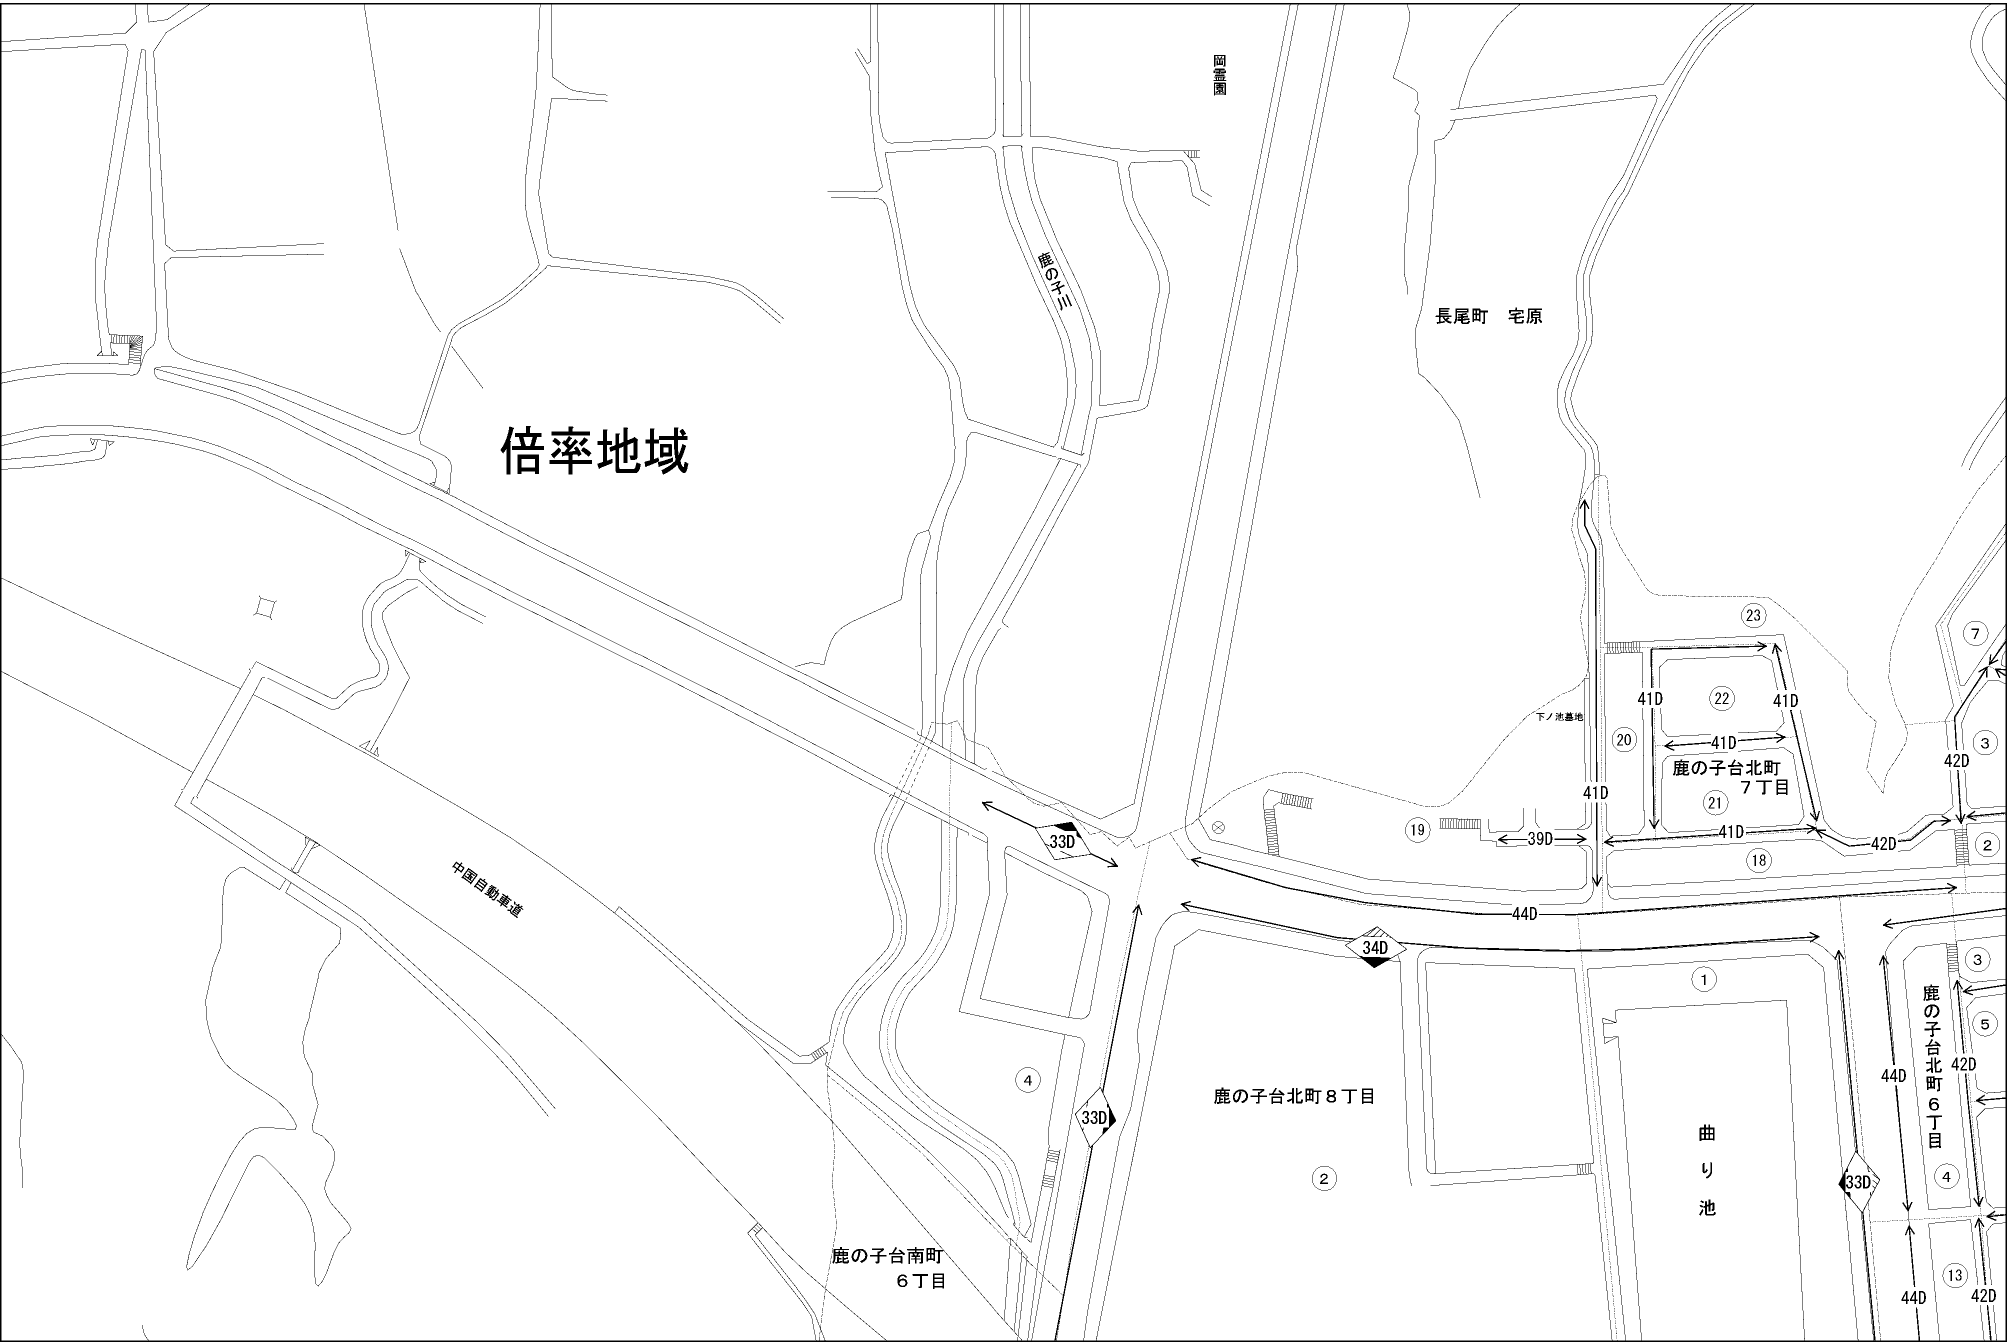 岡霊園
鹿の子川
長尾町　宅原
倍率地域
23
7
41D
22
41D
下ノ池墓地
20
41D
3
42D
鹿の子台北町
７丁目
41D
21
33D
19
39D
41D
42D
18
2
中国自動車道
44D
34D
3
1
鹿の子台北町６丁目
5
42D
44D
4
鹿の子台北町８丁目
33D
曲り池
2
4
33D
鹿の子台南町
６丁目
13
44D
42D